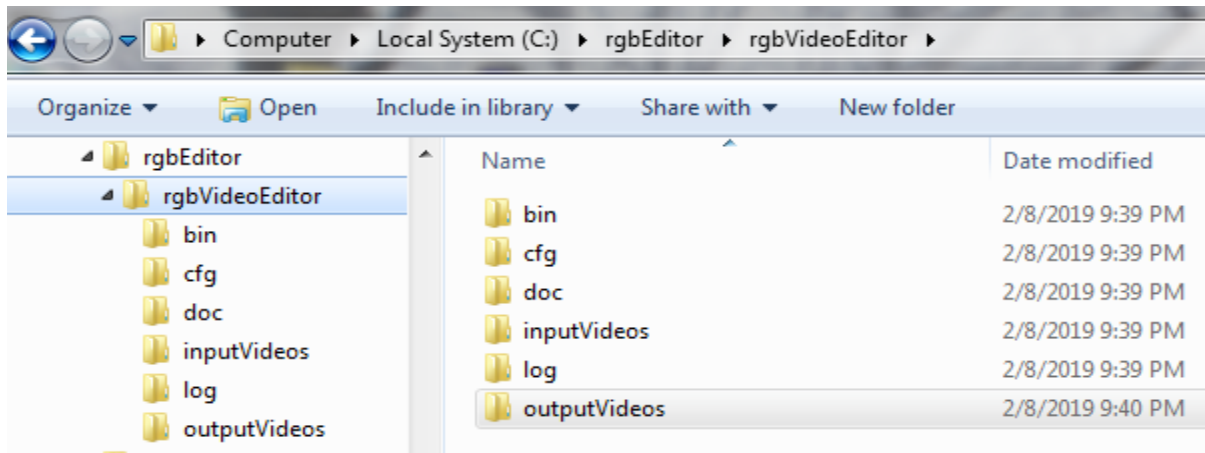 Computer Local System (C:) rgbEditor rgbVideoEditor
Organize Open Include in library Share with New folder
rgbEditor
rgbVideoEditor
bin
cfg
doc
inputVideos
log
outputVideos
Name Date modified
bin 2/8/2019 9:39 PM
cfg 2/8/2019 9:39 PM
doc 2/8/2019 9:39 PM
inputVideos 2/8/2019 9:39 PM
log 2/8/2019 9:39 PM
outputVideos 2/8/2019 9:40 PM